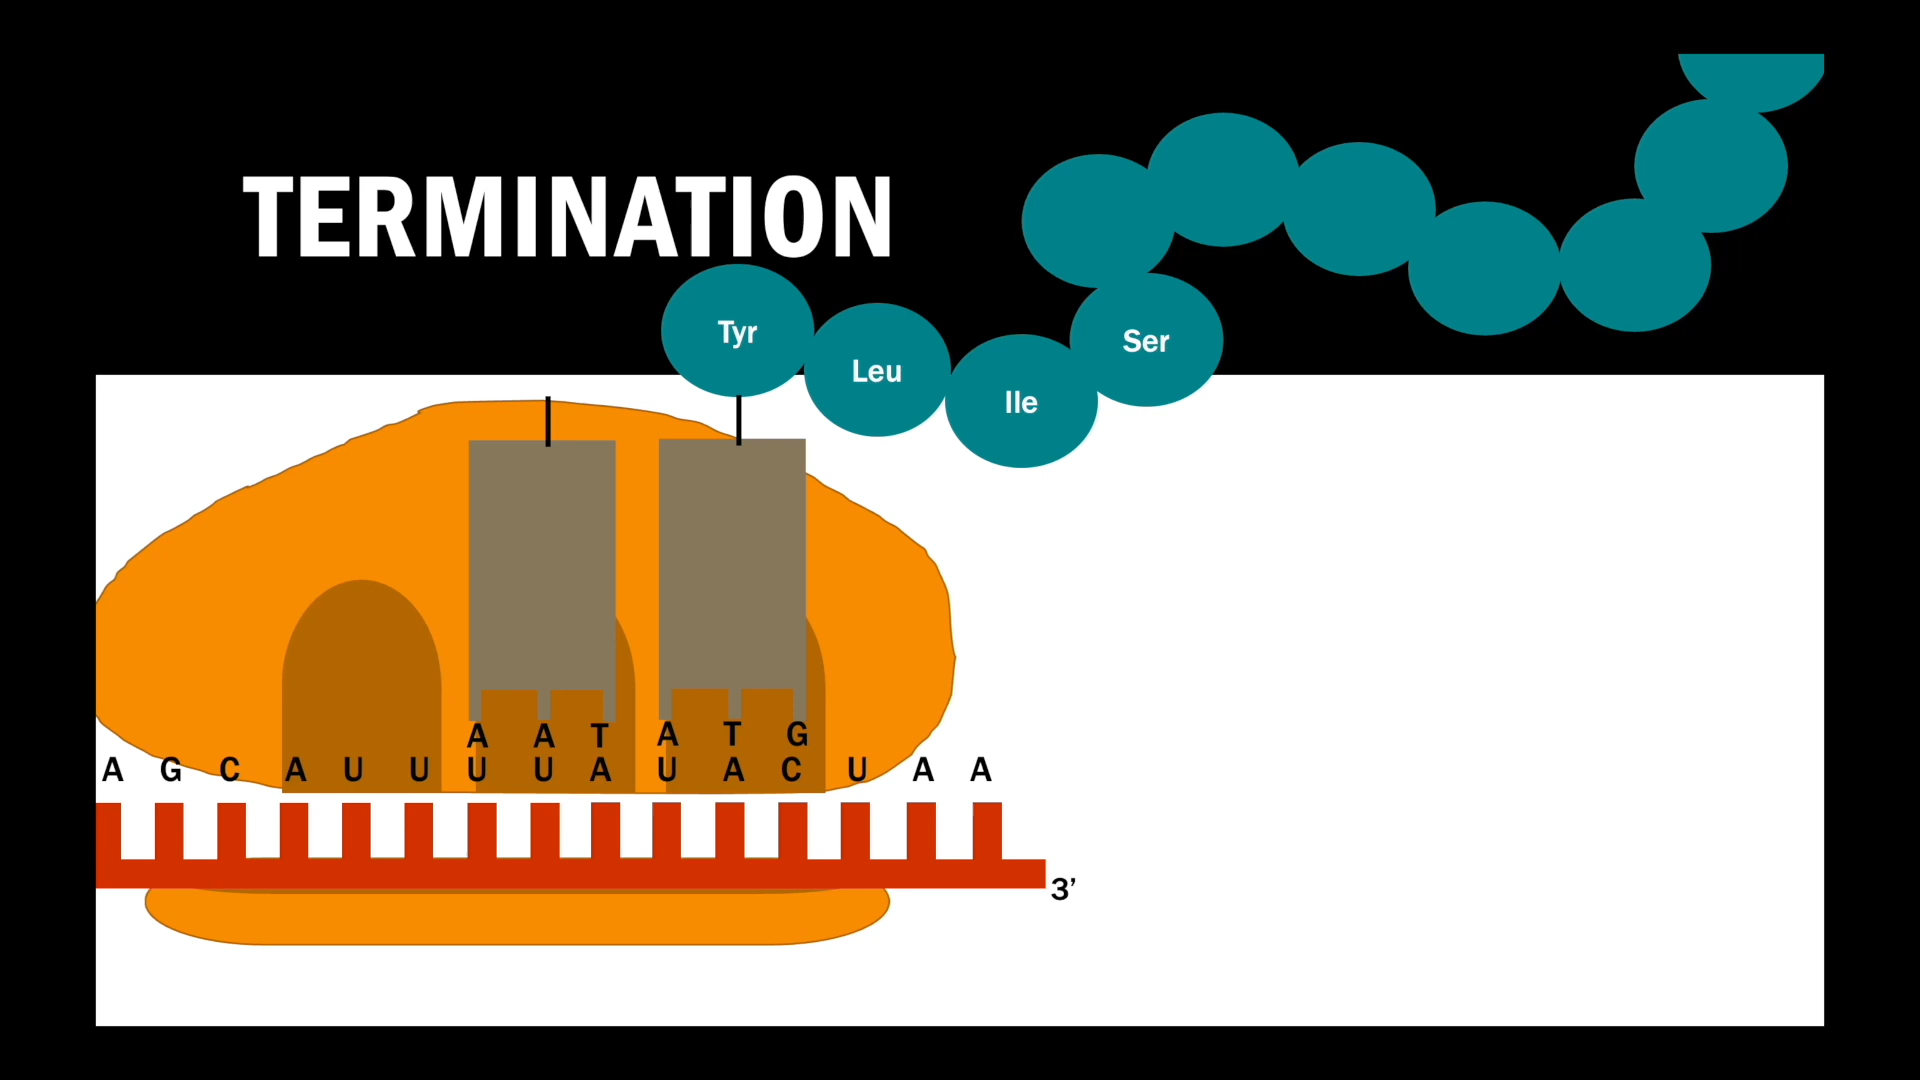 TERMINATION
Tyr
Leu
Ile
Ser
A A T A T G
A G C A U U U U A U A C U A A
3’